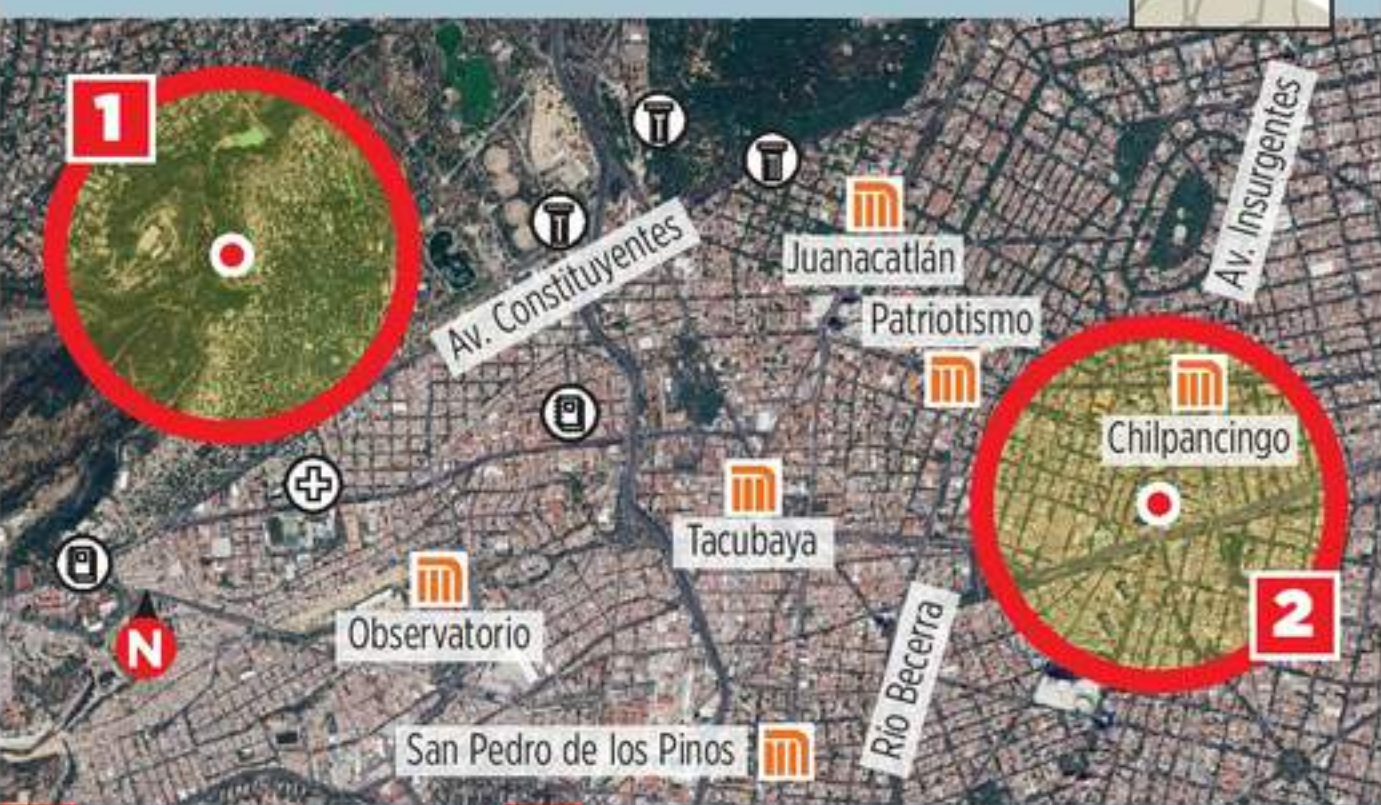 1
Av. Insurgentes
Av. Constituyentes
Juanacatlán
Patriotismo
Chilpancingo
Tacubaya
2
Observatorio
N
Río Becerra
San Pedro de los Pinos